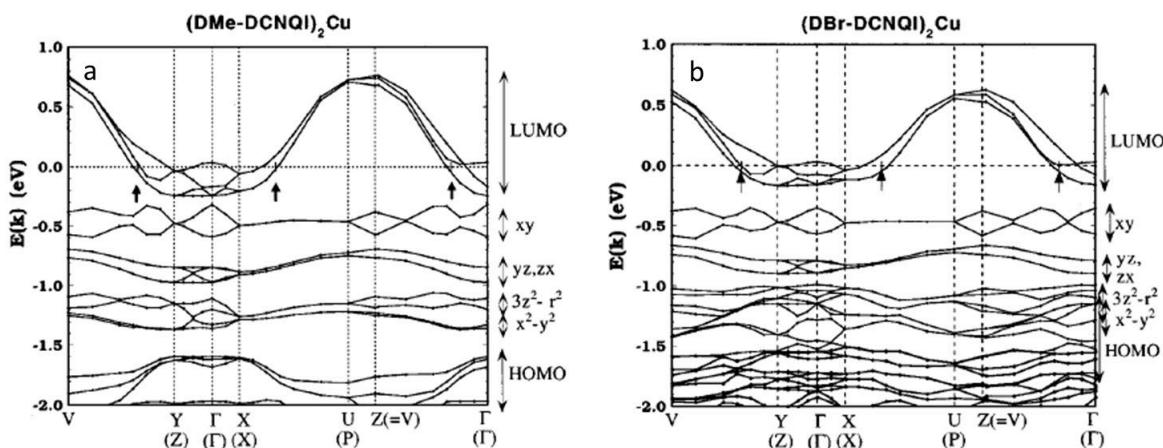 (DMe-DCNQI)₂Cu
a
1.0
0.5
0.0
-0.5
-1.0
-1.5
-2.0
E(k) (eV)
LUMO
xy
yz,zx
3z²- r²
x²-y²
HOMO
V Y Γ X U Z(=V) Γ
(Z) (Γ) (X) (P) (Γ)
(DBr-DCNQI)₂Cu
b
1.0
0.5
0.0
-0.5
-1.0
-1.5
-2.0
E(k) (eV)
LUMO
xy
yz,
zx
3z²- r²
x²-y²
HOMO
V Y Γ X U Z(=V) Γ
(Z) (Γ) (X) (P) (Γ)